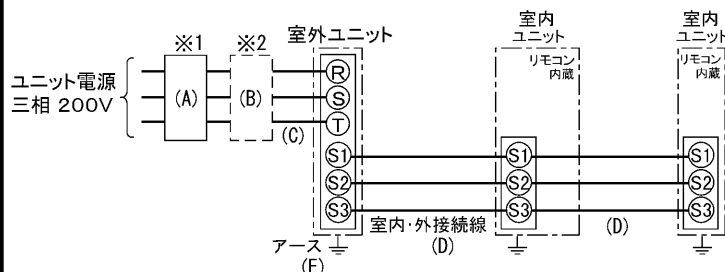 ※1
※2
室外ユニット
室内
ユニット
室内
ユニット
リモコン
内蔵
リモコン
内蔵
ユニット電源
三相 200V
(A)
(B)
(C)
R
S
T
S1
S2
S3
S1
S2
S3
S1
S2
S3
室内・外接続線
(D)
(D)
アース
(E)